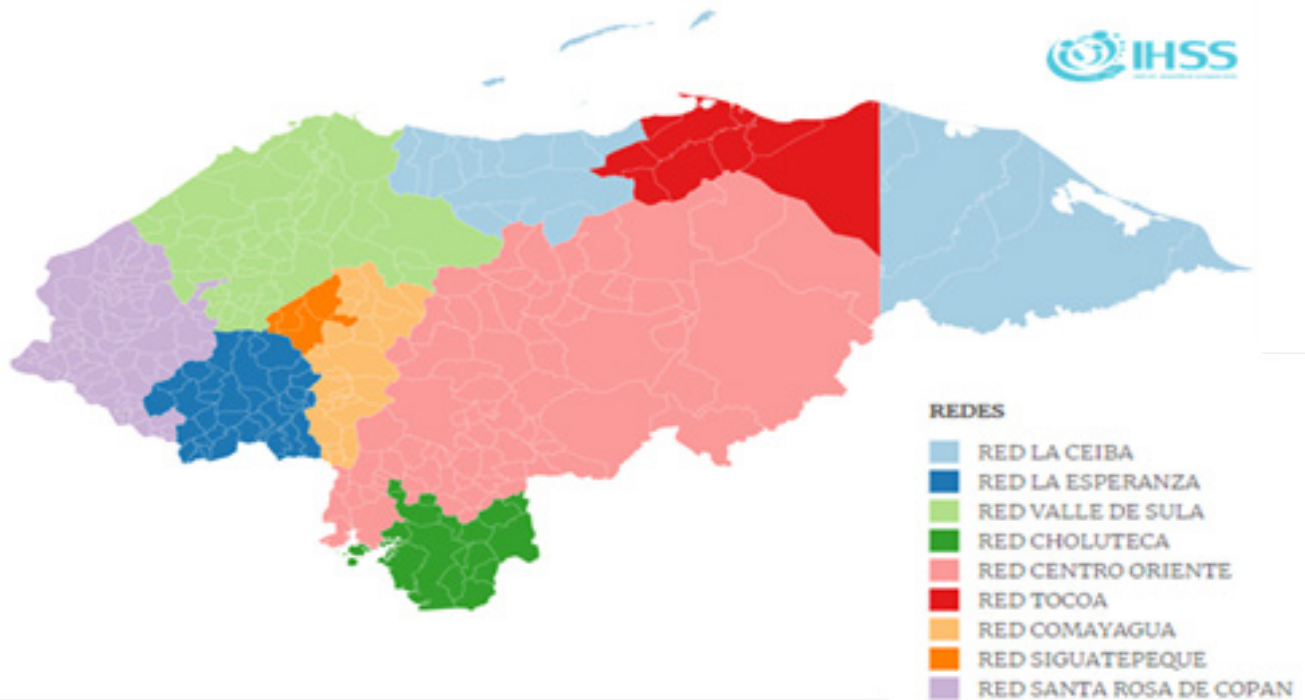 IHSS
REDES
RED LA CEIBA
RED LA ESPERANZA
RED VALLE DE SULA
RED CHOLUTECA
RED CENTRO ORIENTE
RED TOCOA
RED COMAYAGUA
RED SIGUATEPEQUE
RED SANTA ROSA DE COPAN